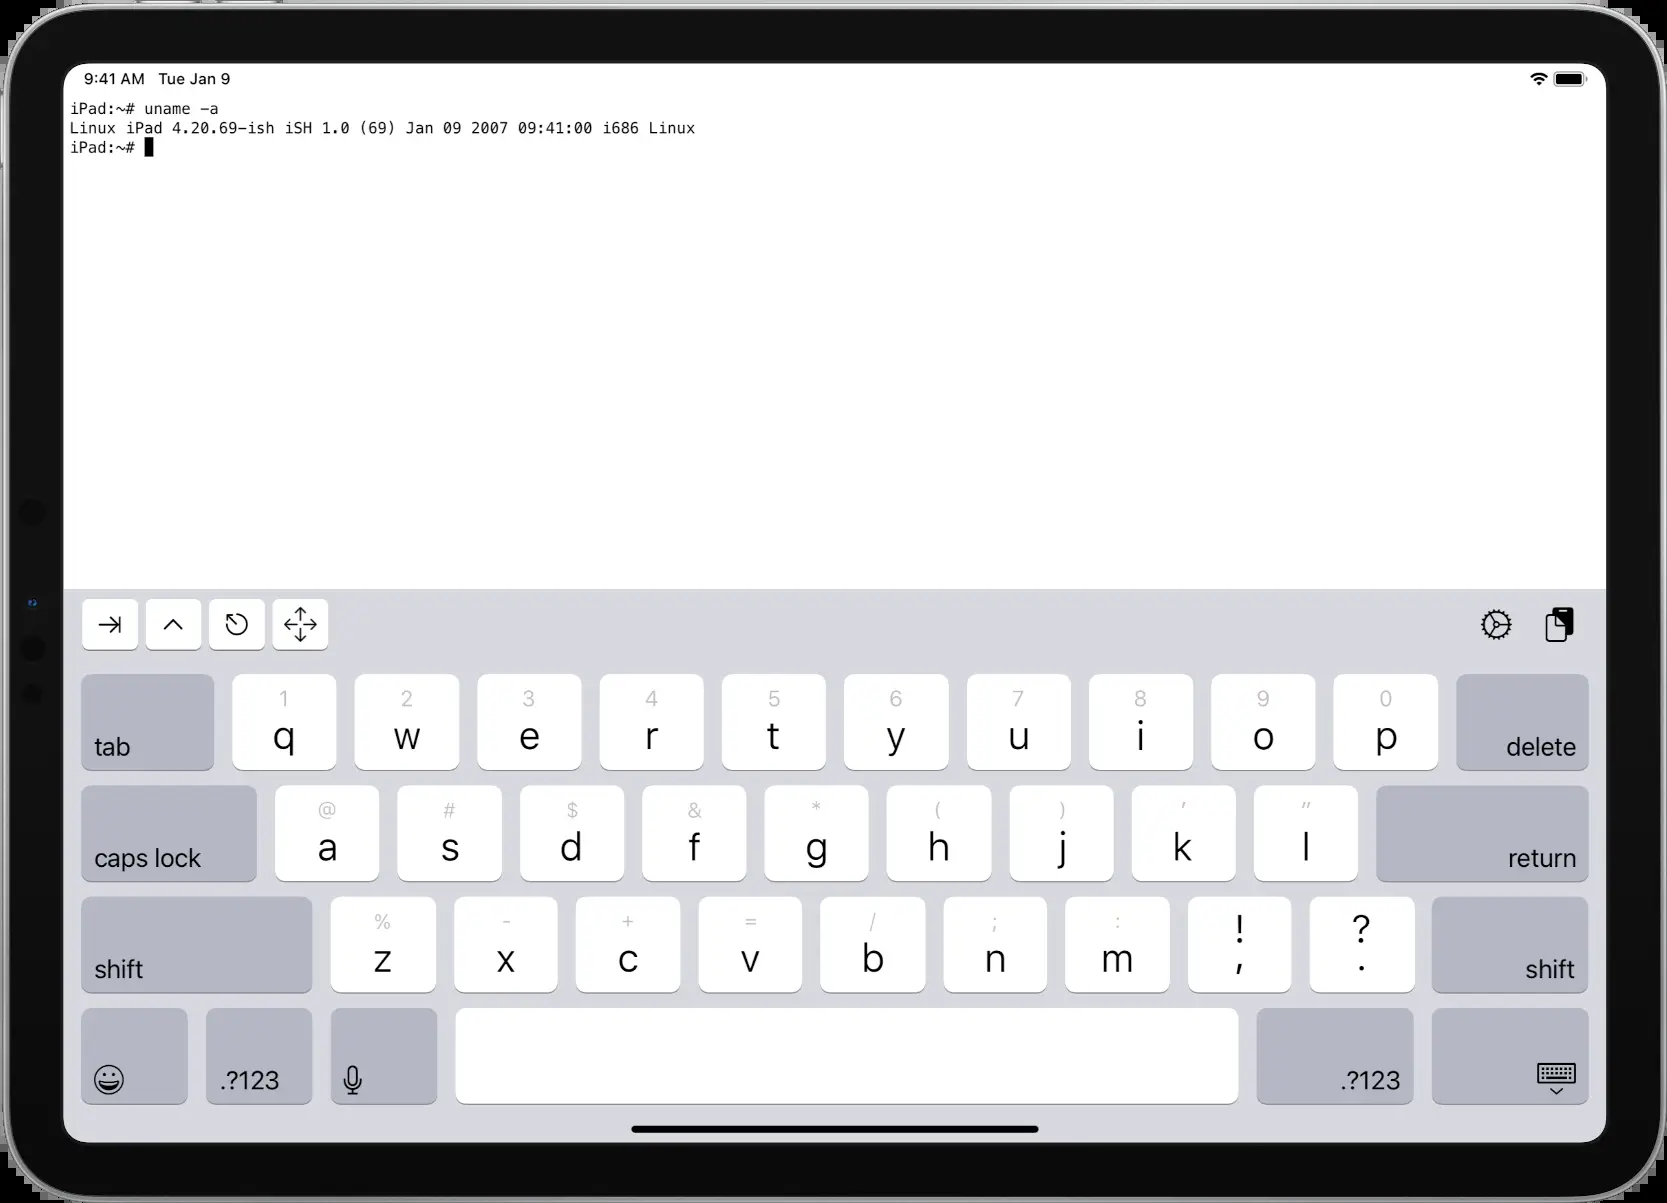 9:41 AM Tue Jan 9
iPad:~# uname -a
Linux iPad 4.20.69-ish iSH 1.0 (69) Jan 09 2007 09:41:00 i686 Linux
iPad:~#
1 2 3 4 5 6 7 8 9 0
tab q w e r t y u i o p delete
@ # $ & * ( ) ' "
caps lock a s d f g h j k l return
% - + = / ; : ! ?
shift z x c v b n m , . shift
.?123 .?123